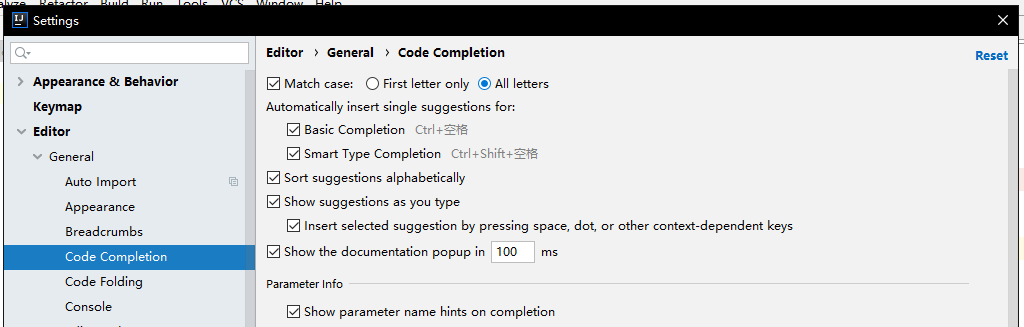 Analyze Refactor Build Run Tools VCS Window Help
IJ Settings
Editor › General › Code Completion
Reset
Appearance & Behavior
Keymap
Editor
General
Auto Import
Appearance
Breadcrumbs
Code Completion
Code Folding
Console
Match case: First letter only All letters
Automatically insert single suggestions for:
Basic Completion Ctrl+空格
Smart Type Completion Ctrl+Shift+空格
Sort suggestions alphabetically
Show suggestions as you type
Insert selected suggestion by pressing space, dot, or other context-dependent keys
Show the documentation popup in 100 ms
Parameter Info
Show parameter name hints on completion